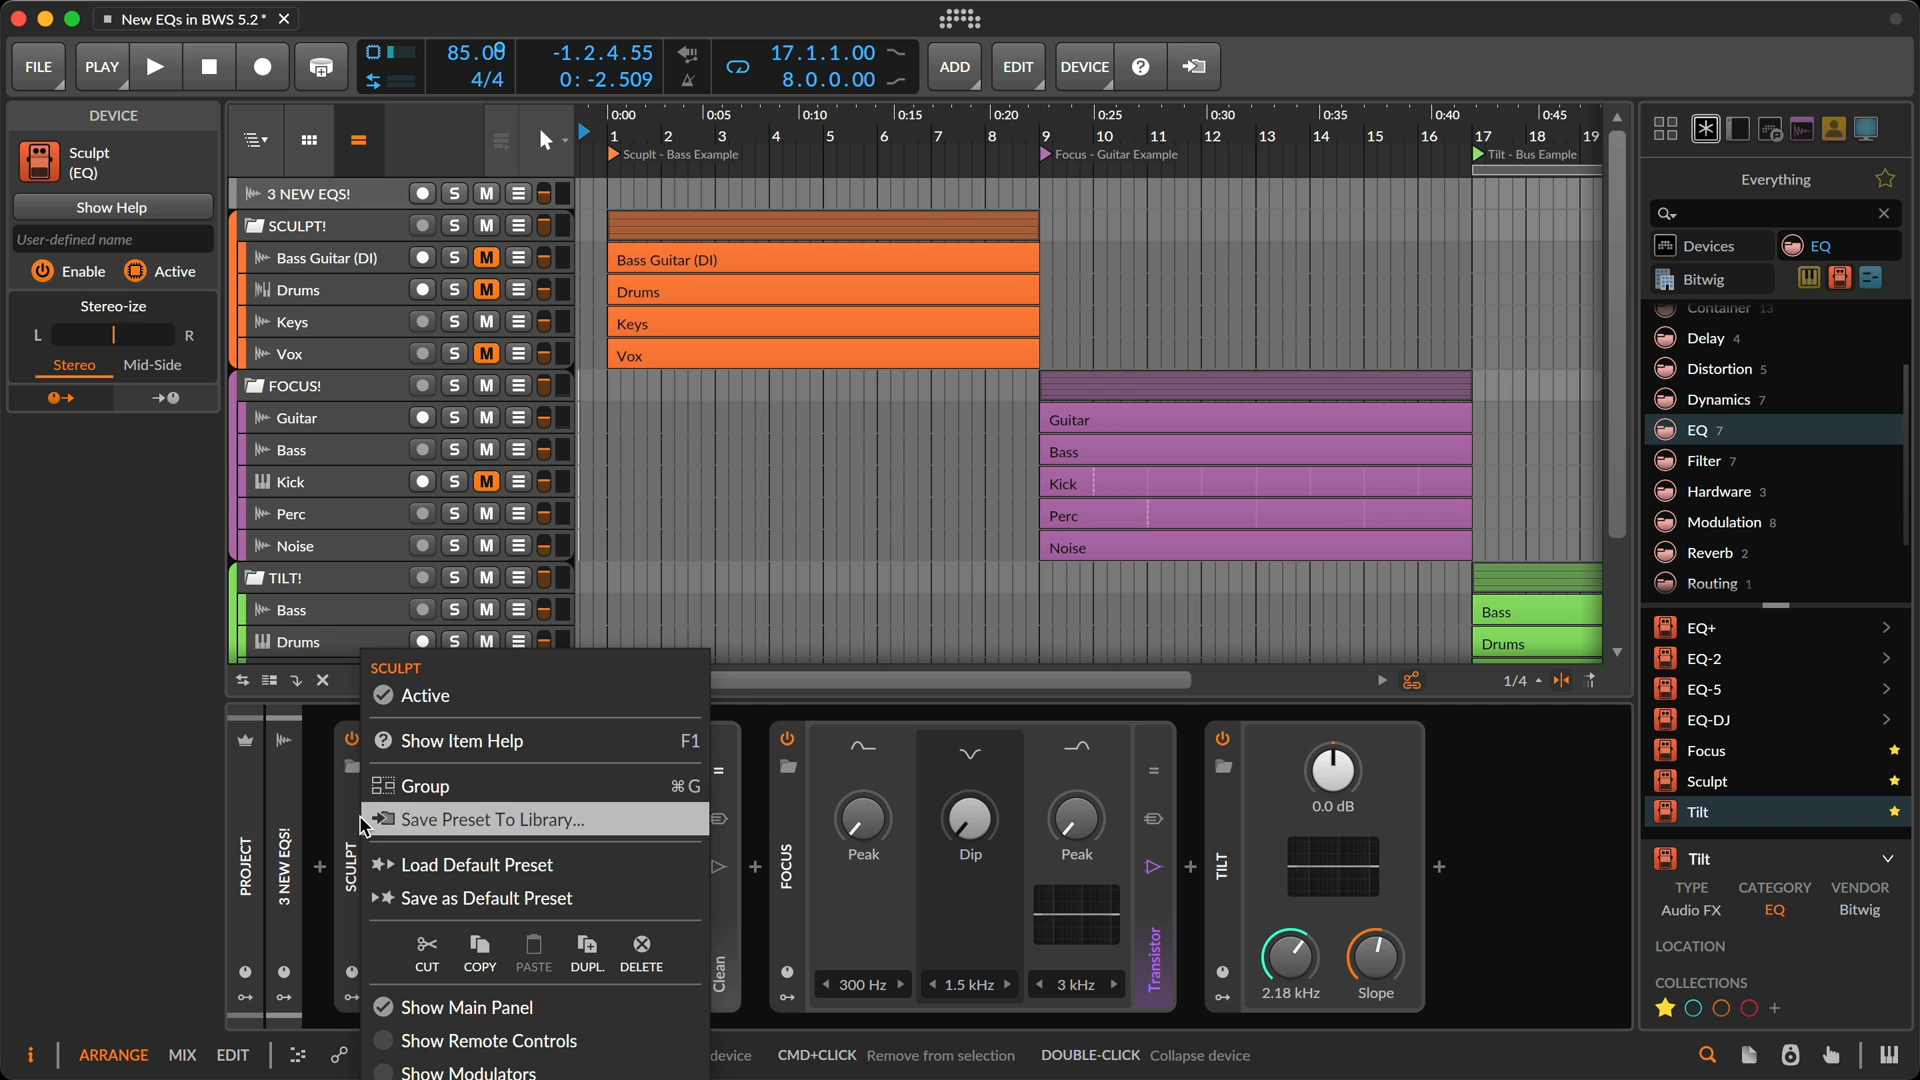 New EQs in BWS 5.2*
FILE
PLAY
85.00
4/4
-1.2.4.55
0: -2.509
17.1.1.00
8.0.0.00
ADD
EDIT
DEVICE
DEVICE
Sculpt
(EQ)
Show Help
User-defined name
Enable
Active
Stereo-ize
L
R
Stereo
Mid-Side
0:00 0:05 0:10 0:15 0:20 0:25 0:30 0:35 0:40 0:45
1 2 3 4 5 6 7 8 9 10 11 12 13 14 15 16 17 18 19
Scuplt - Bass Example
Focus - Guitar Example
Tilt - Bus Eample
3 NEW EQS! S M
SCULPT! S M
Bass Guitar (DI) S M
Drums S M
Keys S M
Vox S M
FOCUS! S M
Guitar S M
Bass S M
Kick S M
Perc S M
Noise S M
TILT! S M
Bass S M
Drums S M
Bass Guitar (DI)
Drums
Keys
Vox
Guitar
Bass
Kick
Perc
Noise
Bass
Drums
1/4
Everything
Devices
EQ
Bitwig
Container 13
Delay 4
Distortion 5
Dynamics 7
EQ 7
Filter 7
Hardware 3
Modulation 8
Reverb 2
Routing 1
EQ+
EQ-2
EQ-5
EQ-DJ
Focus
Sculpt
Tilt
Tilt
TYPE CATEGORY VENDOR
Audio FX EQ Bitwig
LOCATION
COLLECTIONS
PROJECT
3 NEW EQS!
SCULPT
SCULPT
Active
Show Item Help F1
Group ⌘G
Save Preset To Library...
Load Default Preset
Save as Default Preset
CUT COPY PASTE DUPL. DELETE
Show Main Panel
Show Remote Controls
Show Modulators
Clean
FOCUS
Peak
Dip
Peak
300 Hz
1.5 kHz
3 kHz
Transistor
TILT
0.0 dB
2.18 kHz
Slope
i
ARRANGE MIX EDIT
device CMD+CLICK Remove from selection DOUBLE-CLICK Collapse device